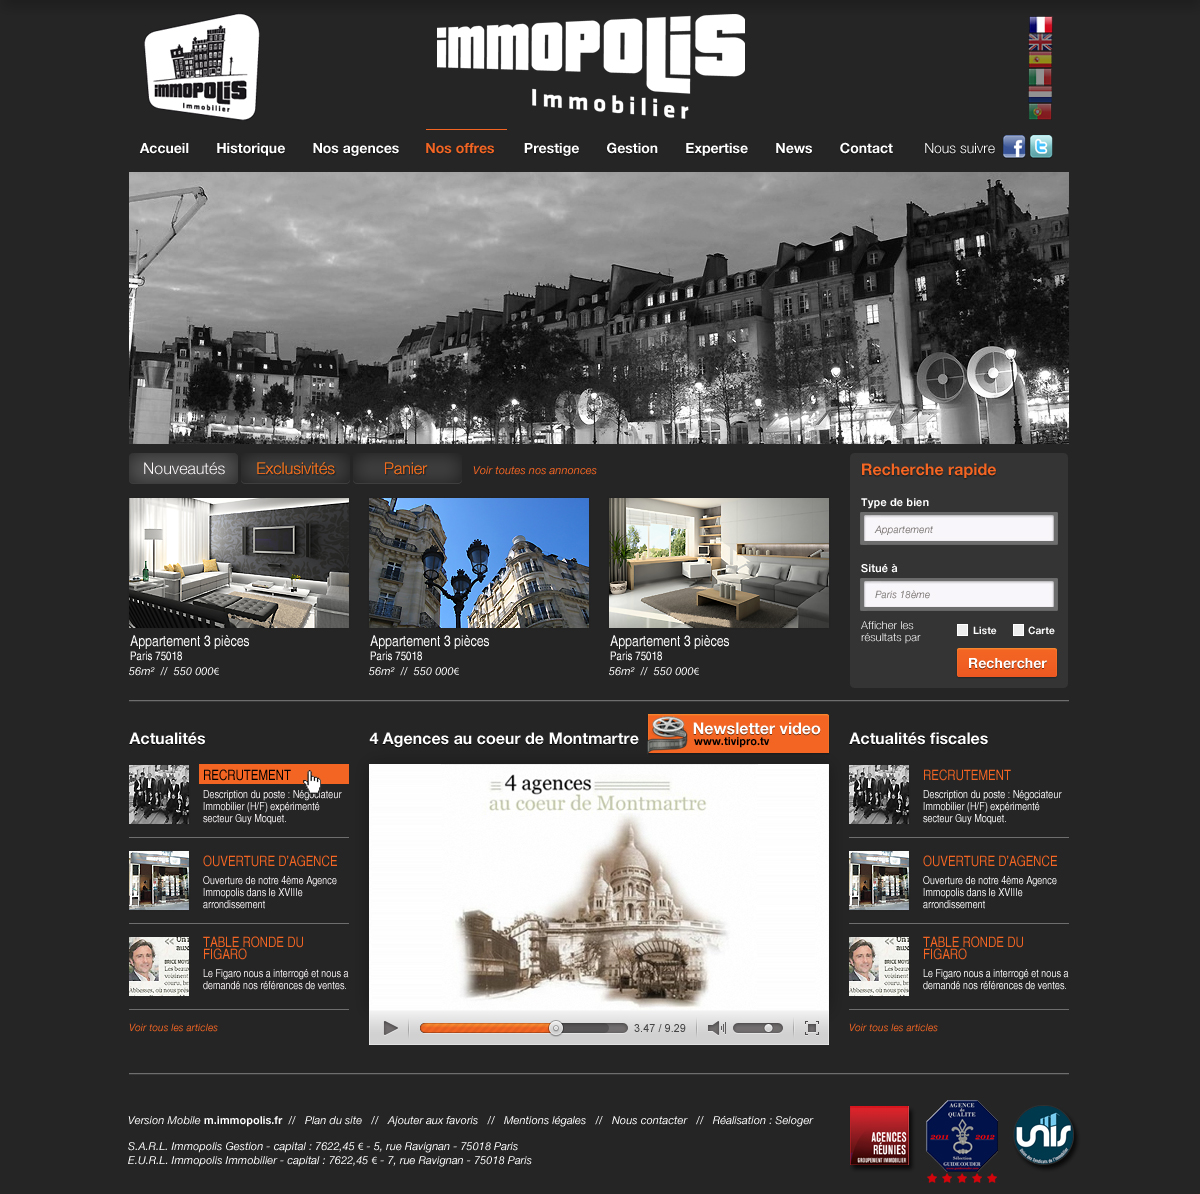 immopolis
Immobilier
immopolis
Immobilier
Accueil Historique Nos agences Nos offres Prestige Gestion Expertise News Contact Nous suivre
Nouveautés Exclusivités Panier Voir toutes nos annonces
Appartement 3 pièces
Paris 75018
56m² // 550 000€
Appartement 3 pièces
Paris 75018
56m² // 550 000€
Appartement 3 pièces
Paris 75018
56m² // 550 000€
Recherche rapide
Type de bien
Appartement
Situé à
Paris 18ème
Afficher les
résultats par
Liste Carte
Rechercher
Actualités
RECRUTEMENT
Description du poste : Négociateur
Immobilier (H/F) expérimenté
secteur Guy Moquet.
OUVERTURE D'AGENCE
Ouverture de notre 4ème Agence
Immopolis dans le XVIIIe
arrondissement
TABLE RONDE DU
FIGARO
Le Figaro nous a interrogé et nous a
demandé nos références de ventes.
Voir tous les articles
4 Agences au coeur de Montmartre
Newsletter video
www.tivipro.tv
4 agences
au coeur de Montmartre
3.47 / 9.29
Actualités fiscales
RECRUTEMENT
Description du poste : Négociateur
Immobilier (H/F) expérimenté
secteur Guy Moquet.
OUVERTURE D'AGENCE
Ouverture de notre 4ème Agence
Immopolis dans le XVIIIe
arrondissement
TABLE RONDE DU
FIGARO
Le Figaro nous a interrogé et nous a
demandé nos références de ventes.
Voir tous les articles
Version Mobile m.immopolis.fr // Plan du site // Ajouter aux favoris // Mentions légales // Nous contacter // Réalisation : Seloger
S.A.R.L. Immopolis Gestion - capital : 7622,45 € - 5, rue Ravignan - 75018 Paris
E.U.R.L. Immopolis Immobilier - capital : 7622,45 € - 7, rue Ravignan - 75018 Paris
AGENCES
RÉUNIES
GROUPEMENT IMMOBILIER
AGENCE
de
QUALITÉ
2011 2012
Sélection
GUIDE COUDER
unis